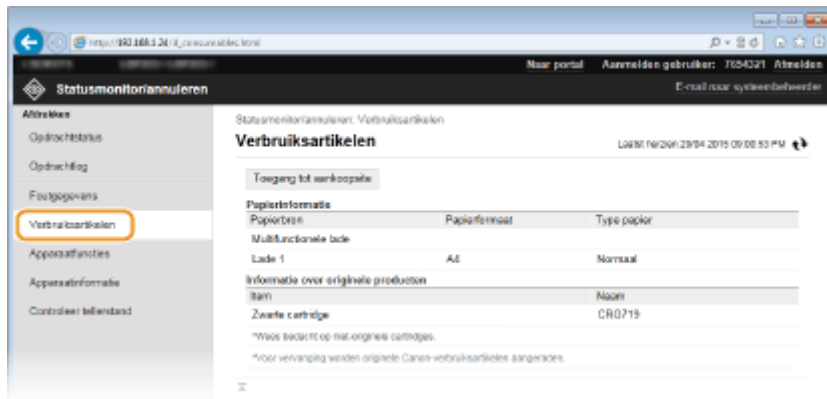 http://192.168.1.24/d_consumables.html
Naar portal Aanmelden gebruiker: 7654321 Afmelden
Statusmonitor/annuleren
E-mail naar systeembeheerder
Afdrukken
Opdrachtstatus
Opdrachtlog
Foutgegevens
Verbruiksartikelen
Apparaatfuncties
Apparaatinformatie
Controleer tellerstand
Statusmonitor/annuleren: Verbruiksartikelen
Verbruiksartikelen
Laatst herzien: 29/04 2015 09:00:53 PM
Toegang tot aankoopsite
Papierinformatie
Papierbron Papierformaat Type papier
Multifunctionele lade
Lade 1 A4 Normaal
Informatie over originele producten
Item Naam
Zwarte cartridge CRG719
*Wees bedacht op niet-originele cartridges.
*Voor vervanging worden originele Canon-verbruiksartikelen aangeraden.